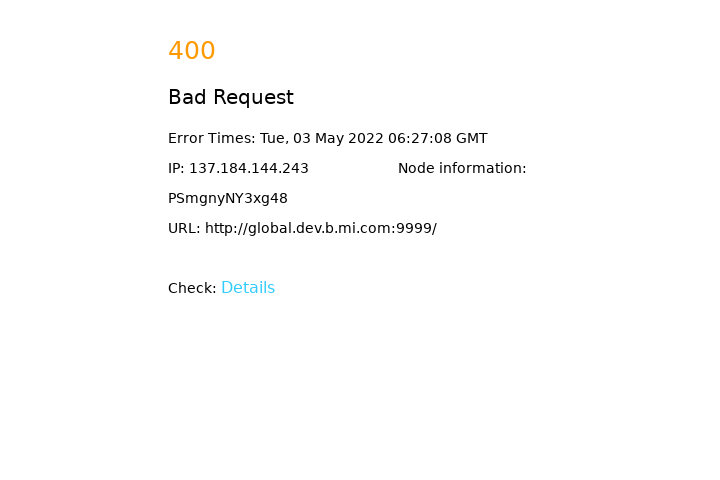 400
Bad Request
Error Times: Tue, 03 May 2022 06:27:08 GMT
IP: 137.184.144.243 Node information:
PSmgnyNY3xg48
URL: http://global.dev.b.mi.com:9999/
Check: Details